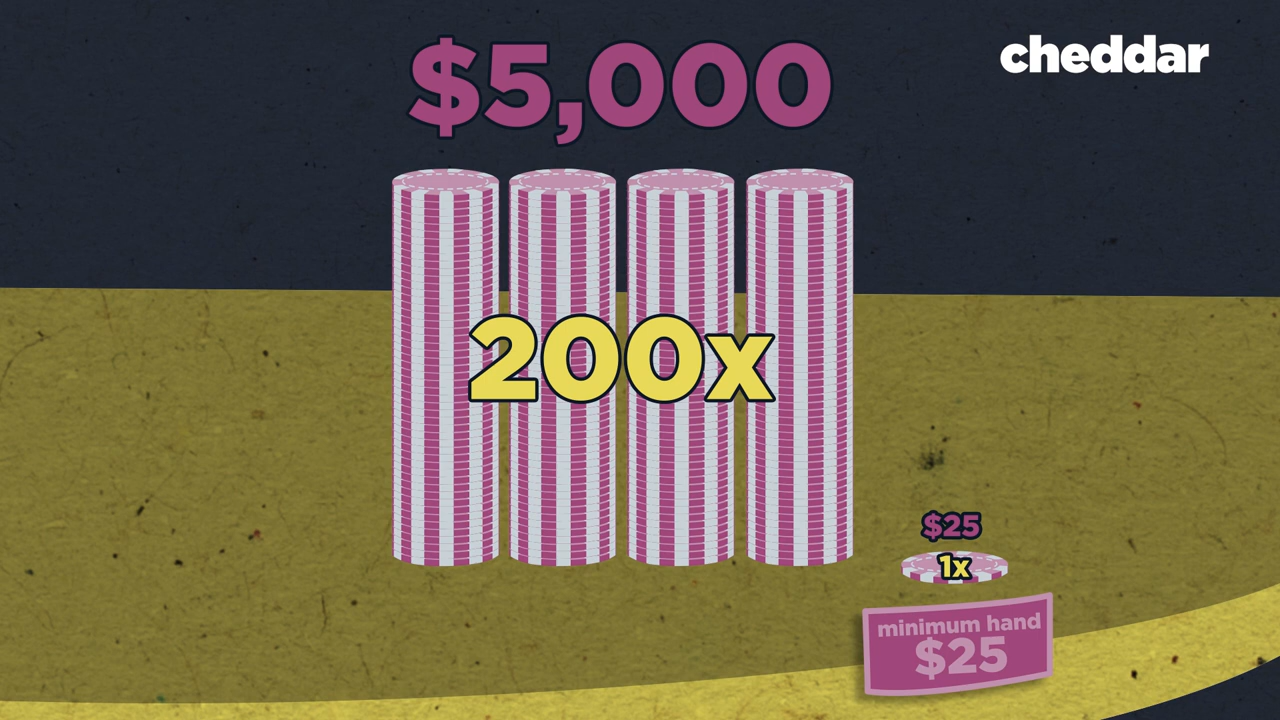 cheddar
$5,000
200x
$25
1x
minimum hand
$25